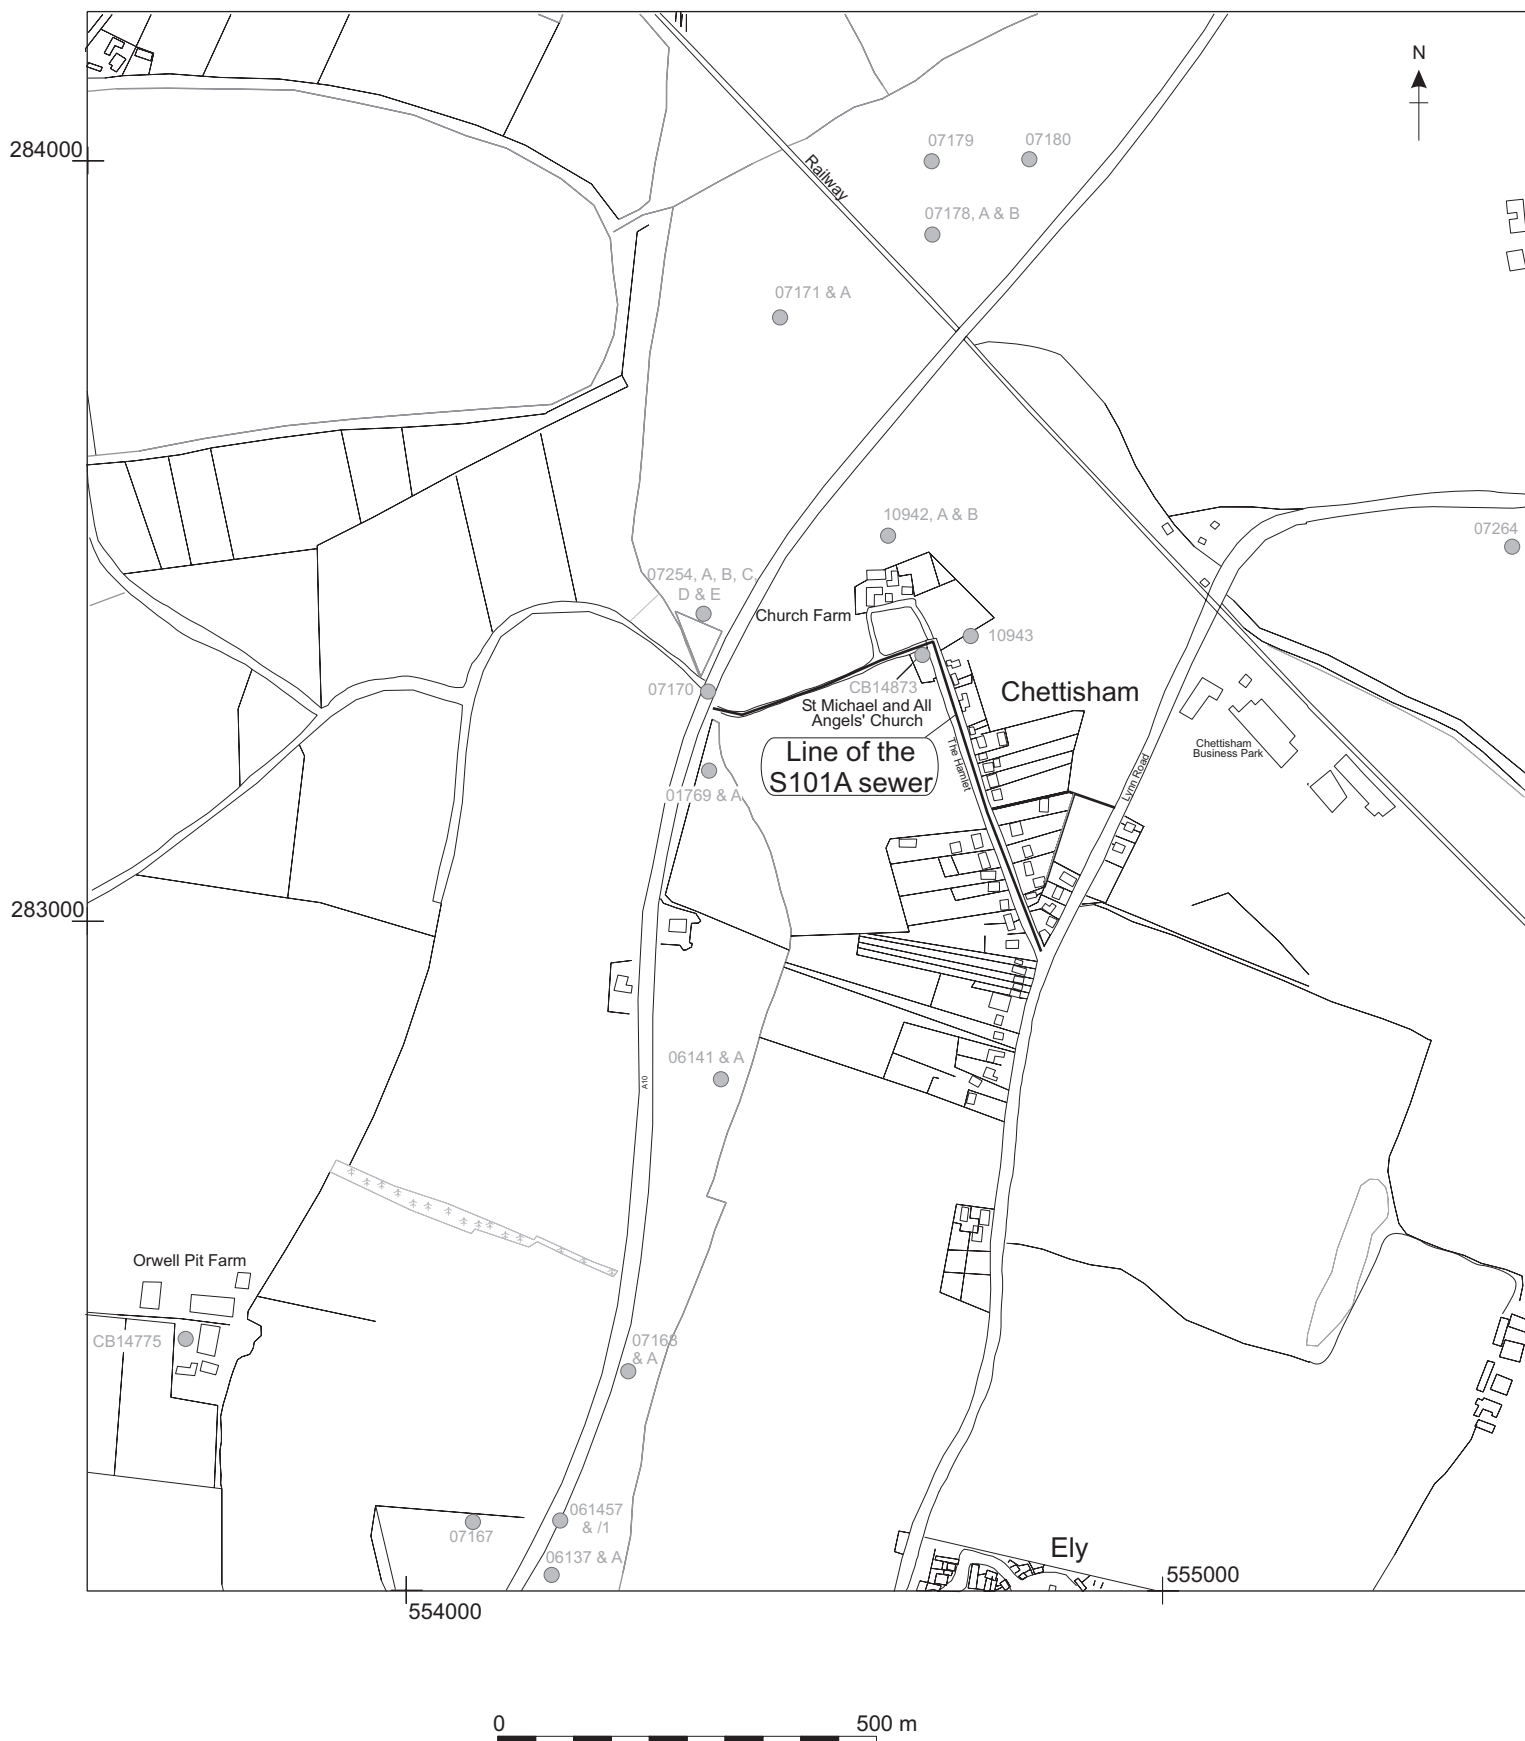 N
284000
07179
07180
Railway
07178, A & B
07171 & A
10942, A & B
07264
07254, A, B, C,
D & E
Church Farm
10943
07170
CB14873
Chettisham
St Michael and All
Angels' Church
Line of the
S101A sewer
The Hamlet
Lynn Road
Chettisham
Business Park
01769 & A
283000
06141 & A
A10
Orwell Pit Farm
CB14775
07168
& A
07167
061457
& /1
06137 & A
Ely
555000
554000
0
500 m